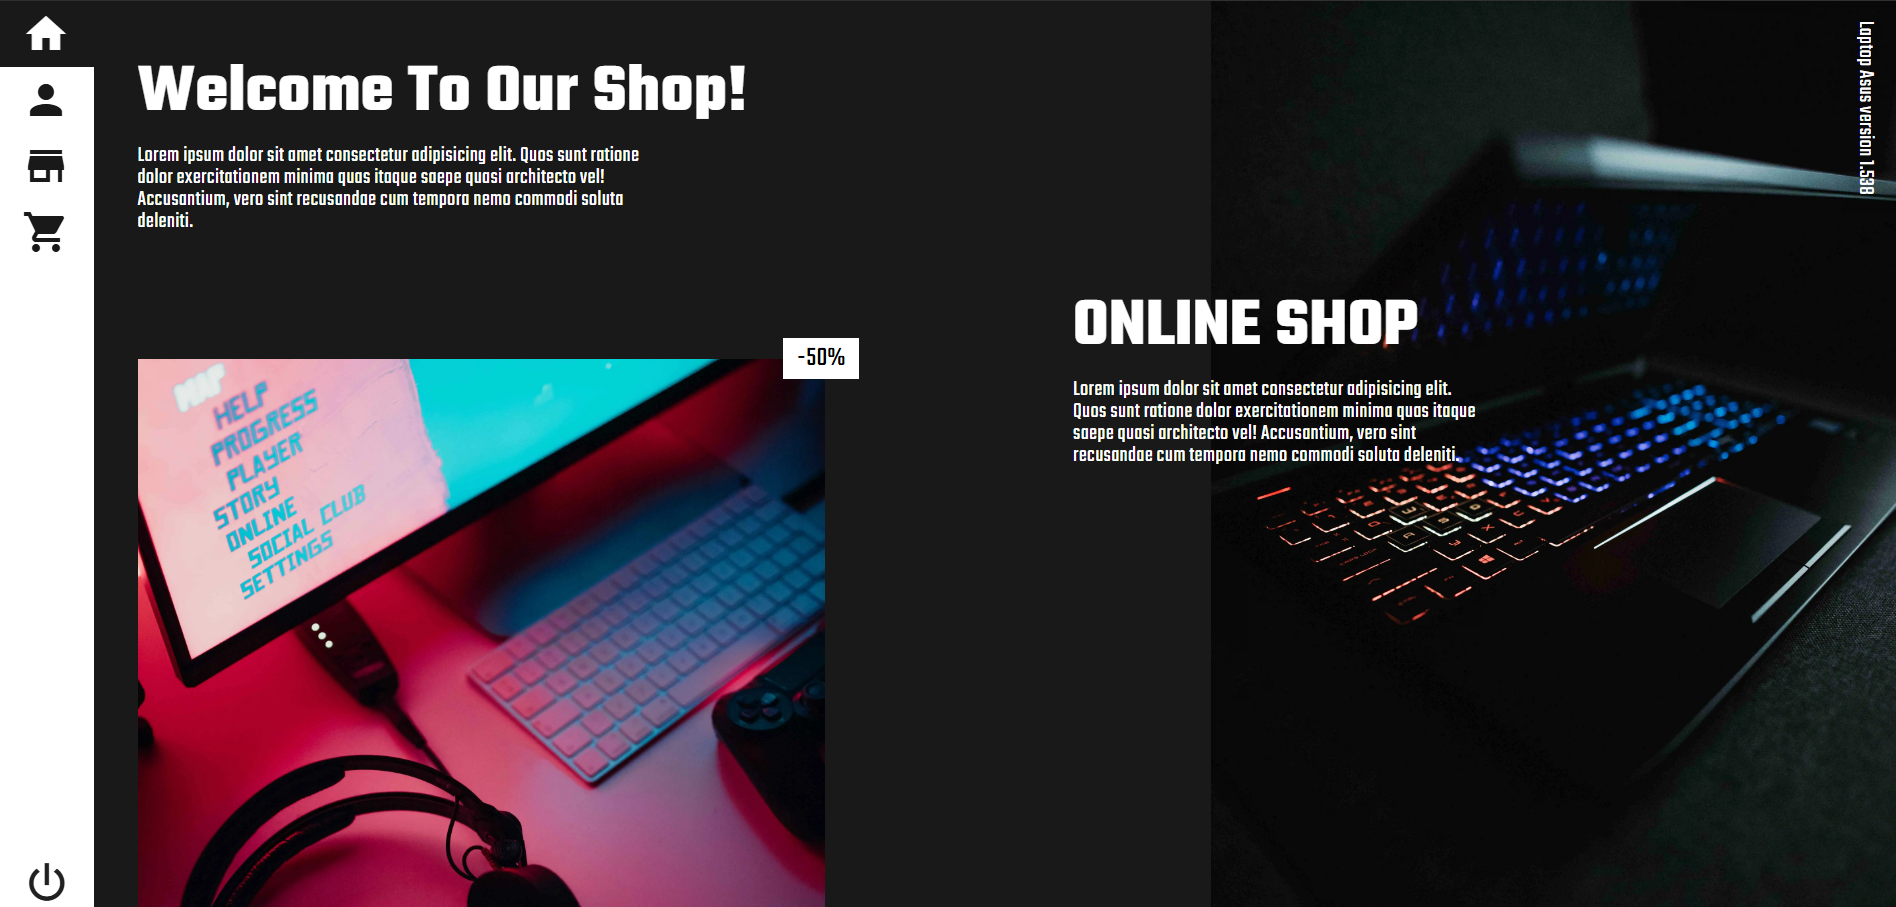 Welcome To Our Shop!
Lorem ipsum dolor sit amet consectetur adipisicing elit. Quos sunt ratione
dolor exercitationem minima quas itaque saepe quasi architecto vel!
Accusantium, vero sint recusandae cum tempora nemo commodi soluta
deleniti.
-50%
HELP
PROGRESS
PLAYER
STORY
ONLINE
SOCIAL CLUB
SETTINGS
ONLINE SHOP
Lorem ipsum dolor sit amet consectetur adipisicing elit.
Quos sunt ratione dolor exercitationem minima quas itaque
saepe quasi architecto vel! Accusantium, vero sint
recusandae cum tempora nemo commodi soluta deleniti.
Laptop Asus version 1.538